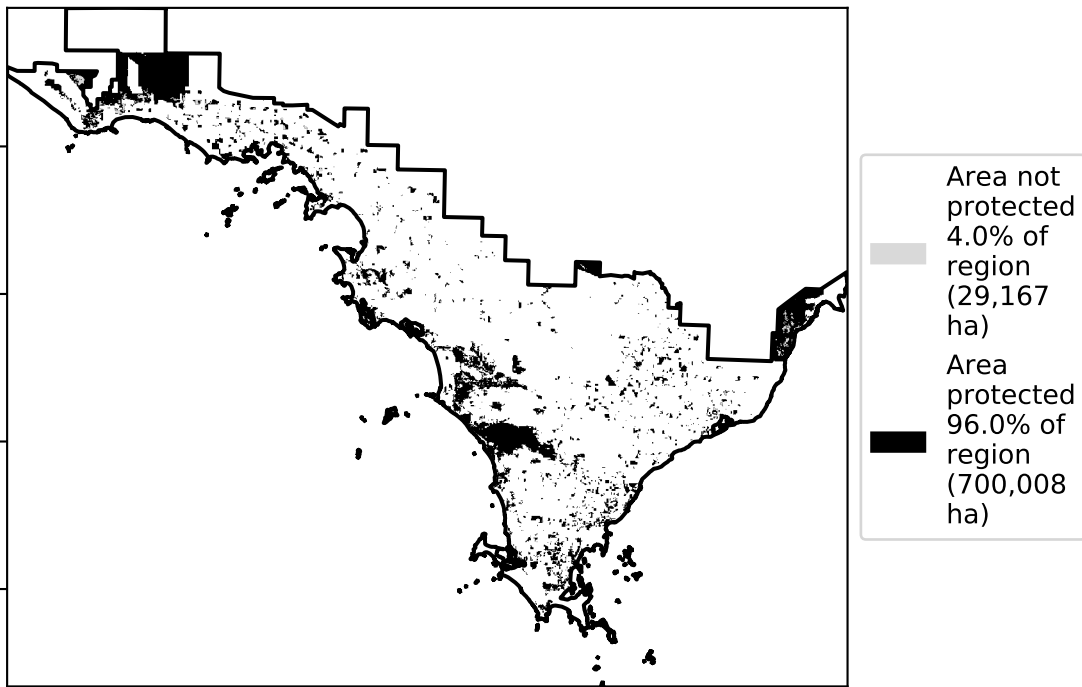 Area not
protected
4.0% of
region
(29,167
ha)
Area
protected
96.0% of
region
(700,008
ha)